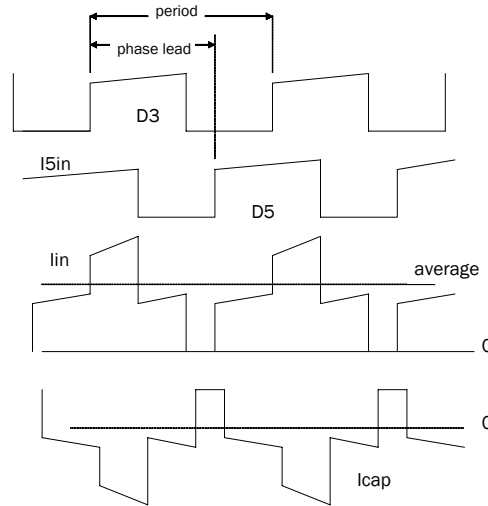 period
phase lead
D3
I5in
D5
Iin
average
0
0
Icap